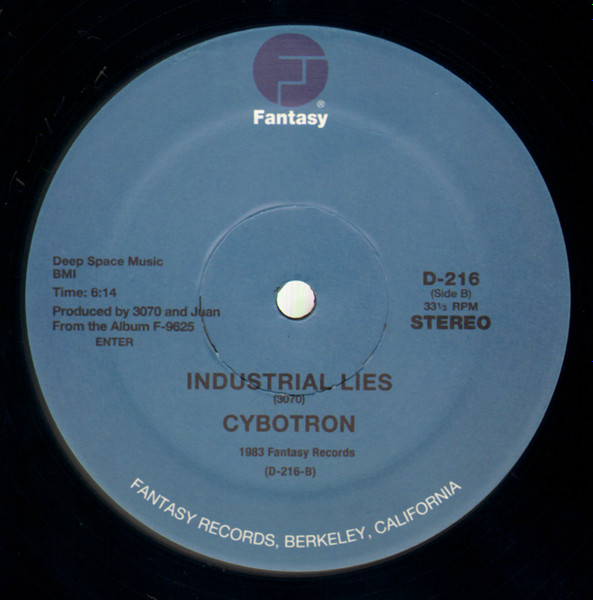 Fantasy®
Deep Space Music
BMI
Time: 6:14
Produced by 3070 and Juan
From the Album F-9625
ENTER
D-216
(Side B)
33⅓ RPM
STEREO
INDUSTRIAL LIES
(3070)
CYBOTRON
1983 Fantasy Records
(D-216-B)
FANTASY RECORDS, BERKELEY, CALIFORNIA